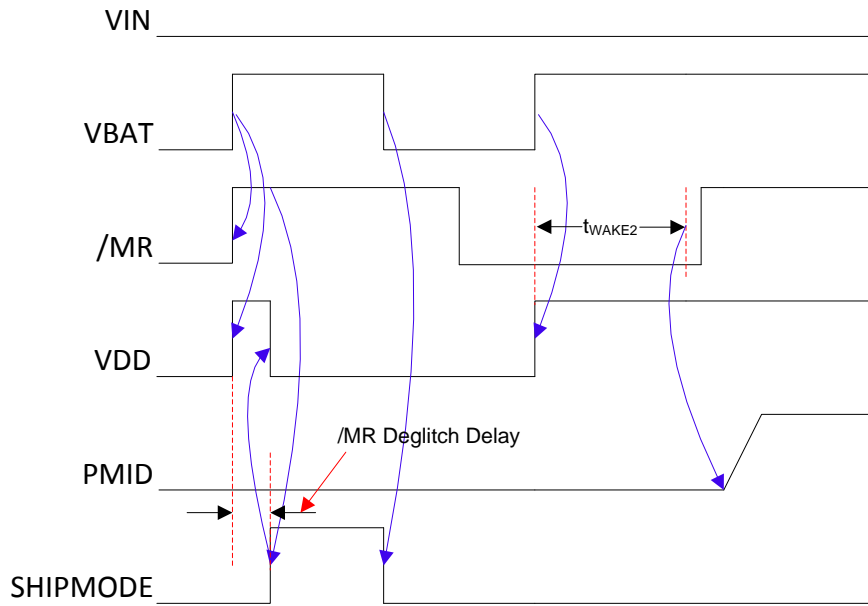 VIN
VBAT
/MR
tWAKE2
VDD
/MR Deglitch Delay
PMID
SHIPMODE